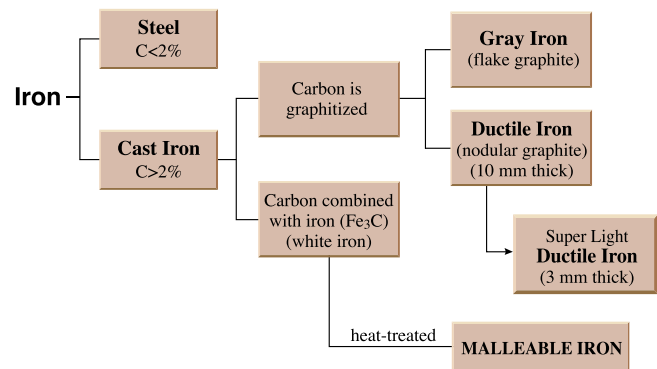 Iron
Steel
C<2%
Cast Iron
C>2%
Carbon is
graphitized
Carbon combined
with iron (Fe₃C)
(white iron)
Gray Iron
(flake graphite)
Ductile Iron
(nodular graphite)
(10 mm thick)
Super Light
Ductile Iron
(3 mm thick)
heat-treated
MALLEABLE IRON